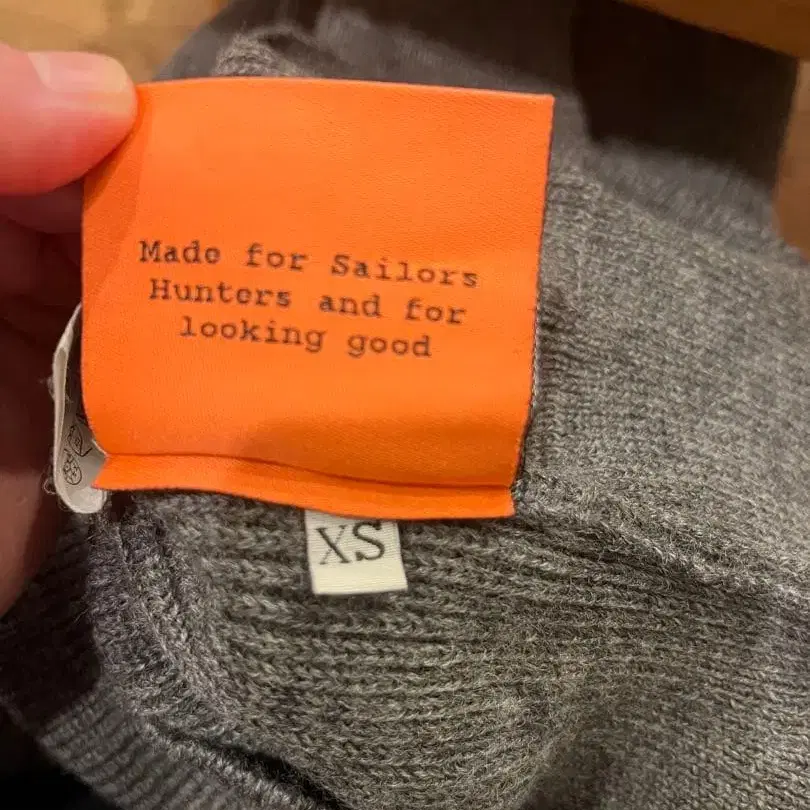 Made for Sailors
Hunters and for
looking good
XS